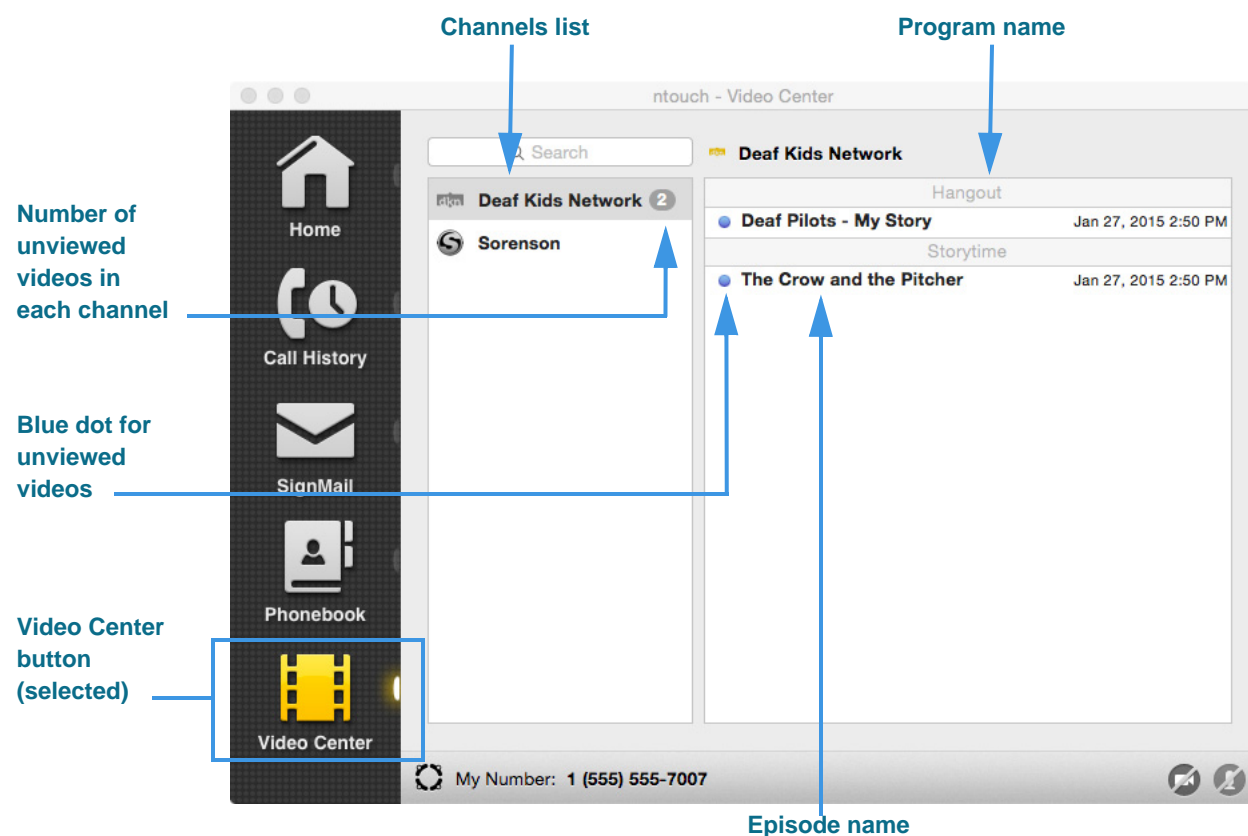 Channels list
Program name
ntouch - Video Center
Search
Deaf Kids Network
dkn Deaf Kids Network 2
Hangout
Deaf Pilots - My Story Jan 27, 2015 2:50 PM
Sorenson
Storytime
The Crow and the Pitcher Jan 27, 2015 2:50 PM
Home
Call History
SignMail
Phonebook
Video Center
Number of
unviewed
videos in
each channel
Blue dot for
unviewed
videos
Video Center
button
(selected)
My Number: 1 (555) 555-7007
Episode name